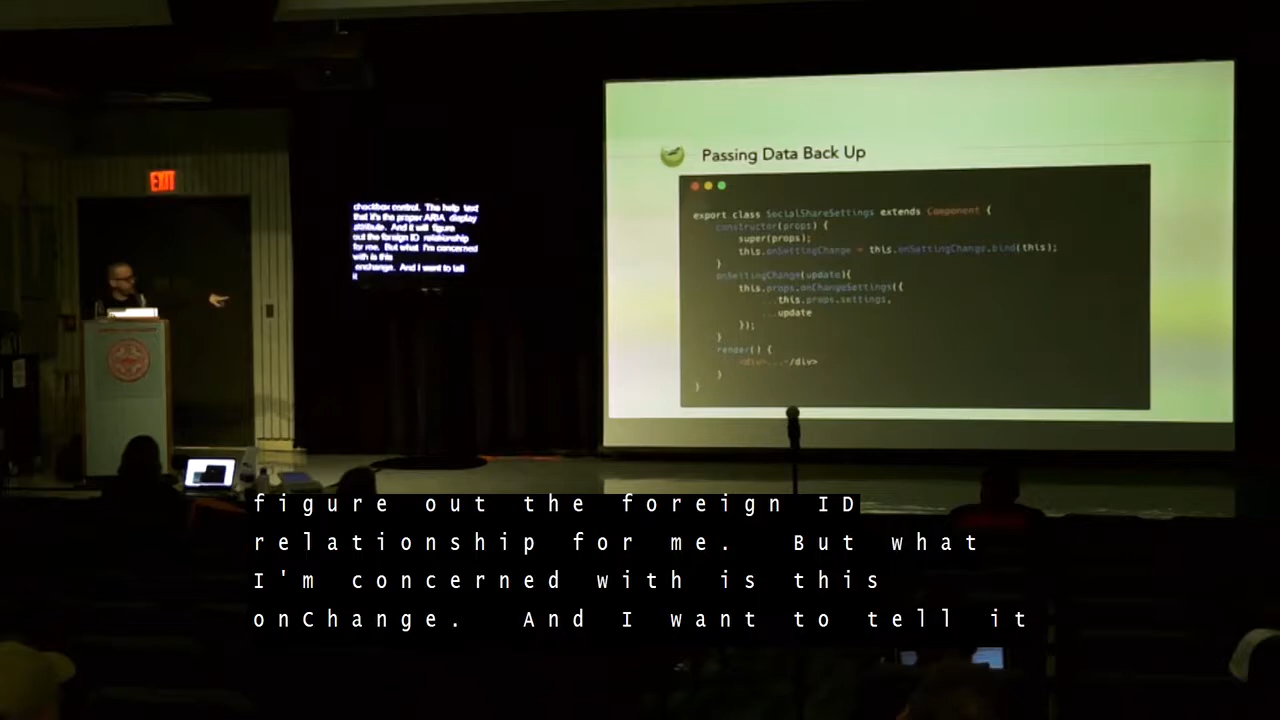 EXIT
checkbox control. The help text
that it's the proper ARIA display
attribute. And it will figure
out the foreign ID relationship
for me. But what I'm concerned
with is this
onchange. And I want to tell
it
Passing Data Back Up
export class SocialShareSettings extends Component {
constructor(props) {
super(props);
this.onSettingChange = this.onSettingChange.bind(this);
}
onSettingChange(update){
this.props.onChangeSettings({
...this.props.settings,
...update
});
}
render() {
<div>...</div>
}
}
figure out the foreign ID
relationship for me. But what
I'm concerned with is this
onChange. And I want to tell it